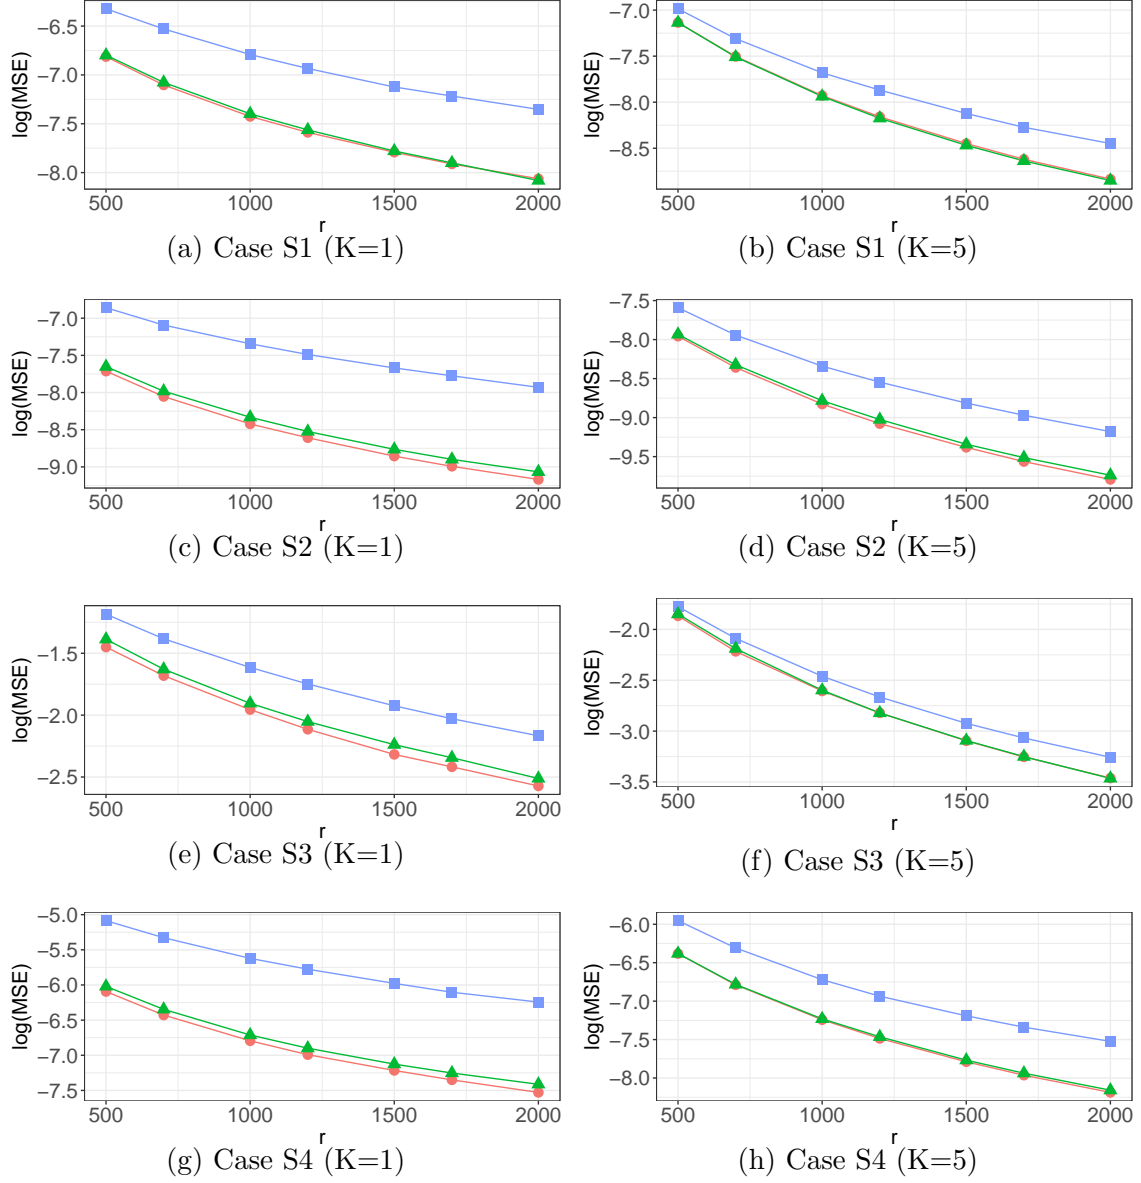 log(MSE)
−6.5
−7.0
−7.5
−8.0
500 1000 1500 2000
r
(a) Case S1 (K=1)
log(MSE)
−7.0
−7.5
−8.0
−8.5
500 1000 1500 2000
r
(b) Case S1 (K=5)
log(MSE)
−7.0
−7.5
−8.0
−8.5
−9.0
500 1000 1500 2000
r
(c) Case S2 (K=1)
log(MSE)
−7.5
−8.0
−8.5
−9.0
−9.5
500 1000 1500 2000
r
(d) Case S2 (K=5)
log(MSE)
−1.5
−2.0
−2.5
500 1000 1500 2000
r
(e) Case S3 (K=1)
log(MSE)
−2.0
−2.5
−3.0
−3.5
500 1000 1500 2000
r
(f) Case S3 (K=5)
log(MSE)
−5.0
−5.5
−6.0
−6.5
−7.0
−7.5
500 1000 1500 2000
r
(g) Case S4 (K=1)
log(MSE)
−6.0
−6.5
−7.0
−7.5
−8.0
500 1000 1500 2000
r
(h) Case S4 (K=5)